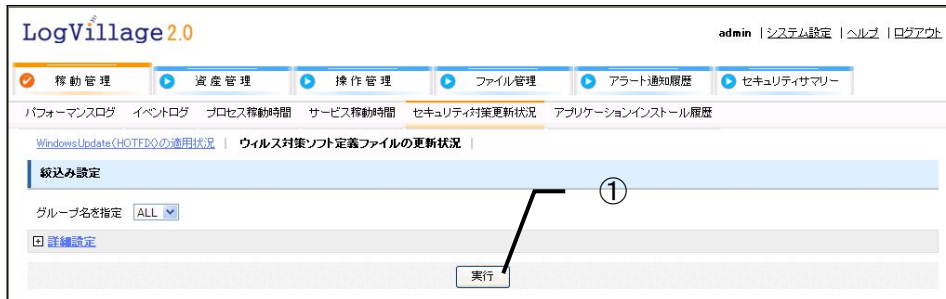 LogVillage2.0
admin | システム設定 | ヘルプ | ログアウト
稼動管理 資産管理 操作管理 ファイル管理 アラート通知履歴 セキュリティサマリー
パフォーマンスログ イベントログ プロセス稼動時間 サービス稼動時間 セキュリティ対策更新状況 アプリケーションインストール履歴
WindowsUpdate(HOTFIX)の適用状況 | ウィルス対策ソフト定義ファイルの更新状況 |
絞込み設定
①
グループ名を指定 ALL
詳細設定
実行